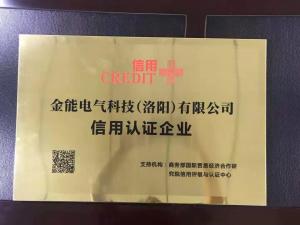 信用
CREDIT
金能电气科技(洛阳)有限公司
信用认证企业
支持机构：商务部国际贸易经济合作研
究院信用评级与认证中心